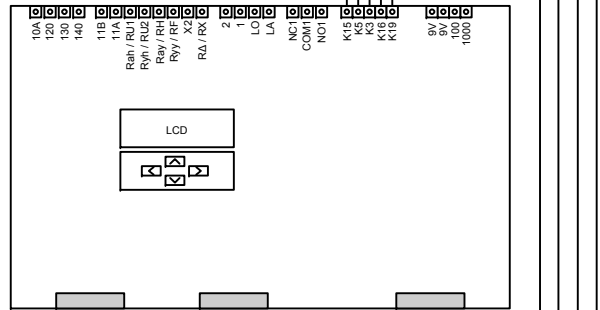 10A
120
130
140
11B
11A
Rah / RU1
Ryh / RU2
Ray / RH
Ryy / RF
X2
RΔ / RX
2
1
LO
LA
NC1
COM1
NO1
K15
K5
K3
K16
K19
9V
9V
100
1000
LCD